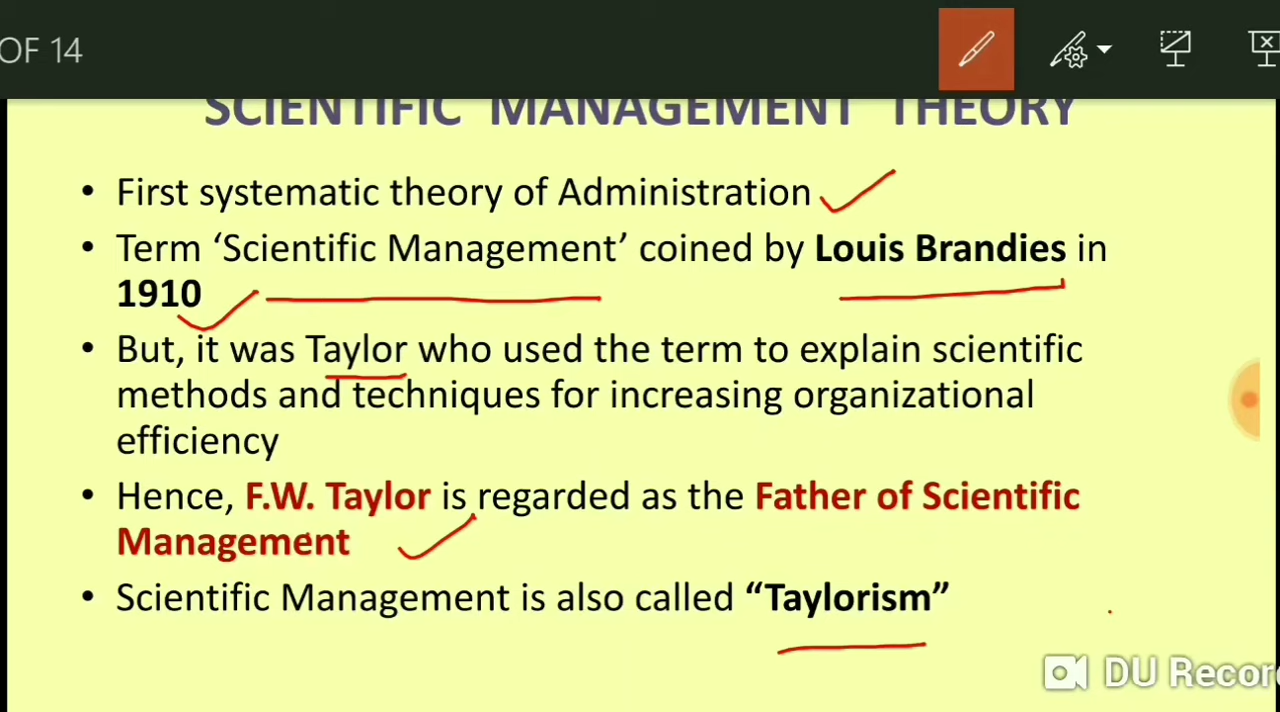 OF 14
SCIENTIFIC MANAGEMENT THEORY
• First systematic theory of Administration
• Term ‘Scientific Management’ coined by Louis Brandies in
1910
• But, it was Taylor who used the term to explain scientific
methods and techniques for increasing organizational
efficiency
• Hence, F.W. Taylor is regarded as the Father of Scientific
Management
• Scientific Management is also called “Taylorism”
DU Recor